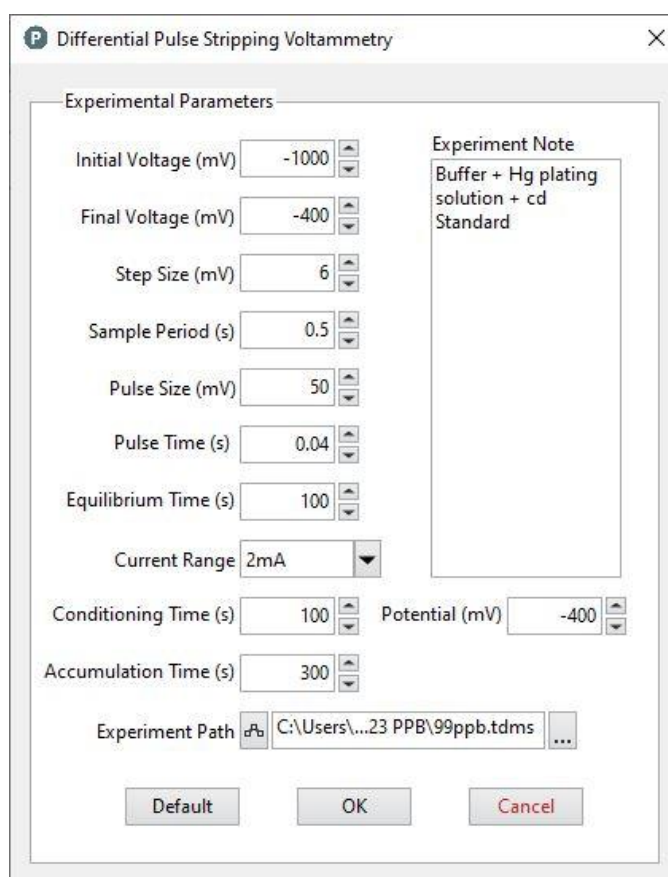 P Differential Pulse Stripping Voltammetry
Experimental Parameters
Initial Voltage (mV) -1000
Final Voltage (mV) -400
Step Size (mV) 6
Sample Period (s) 0.5
Pulse Size (mV) 50
Pulse Time (s) 0.04
Equilibrium Time (s) 100
Current Range 2mA
Experiment Note
Buffer + Hg plating
solution + cd
Standard
Conditioning Time (s) 100 Potential (mV) -400
Accumulation Time (s) 300
Experiment Path C:\Users\...23 PPB\99ppb.tdms ...
Default OK Cancel